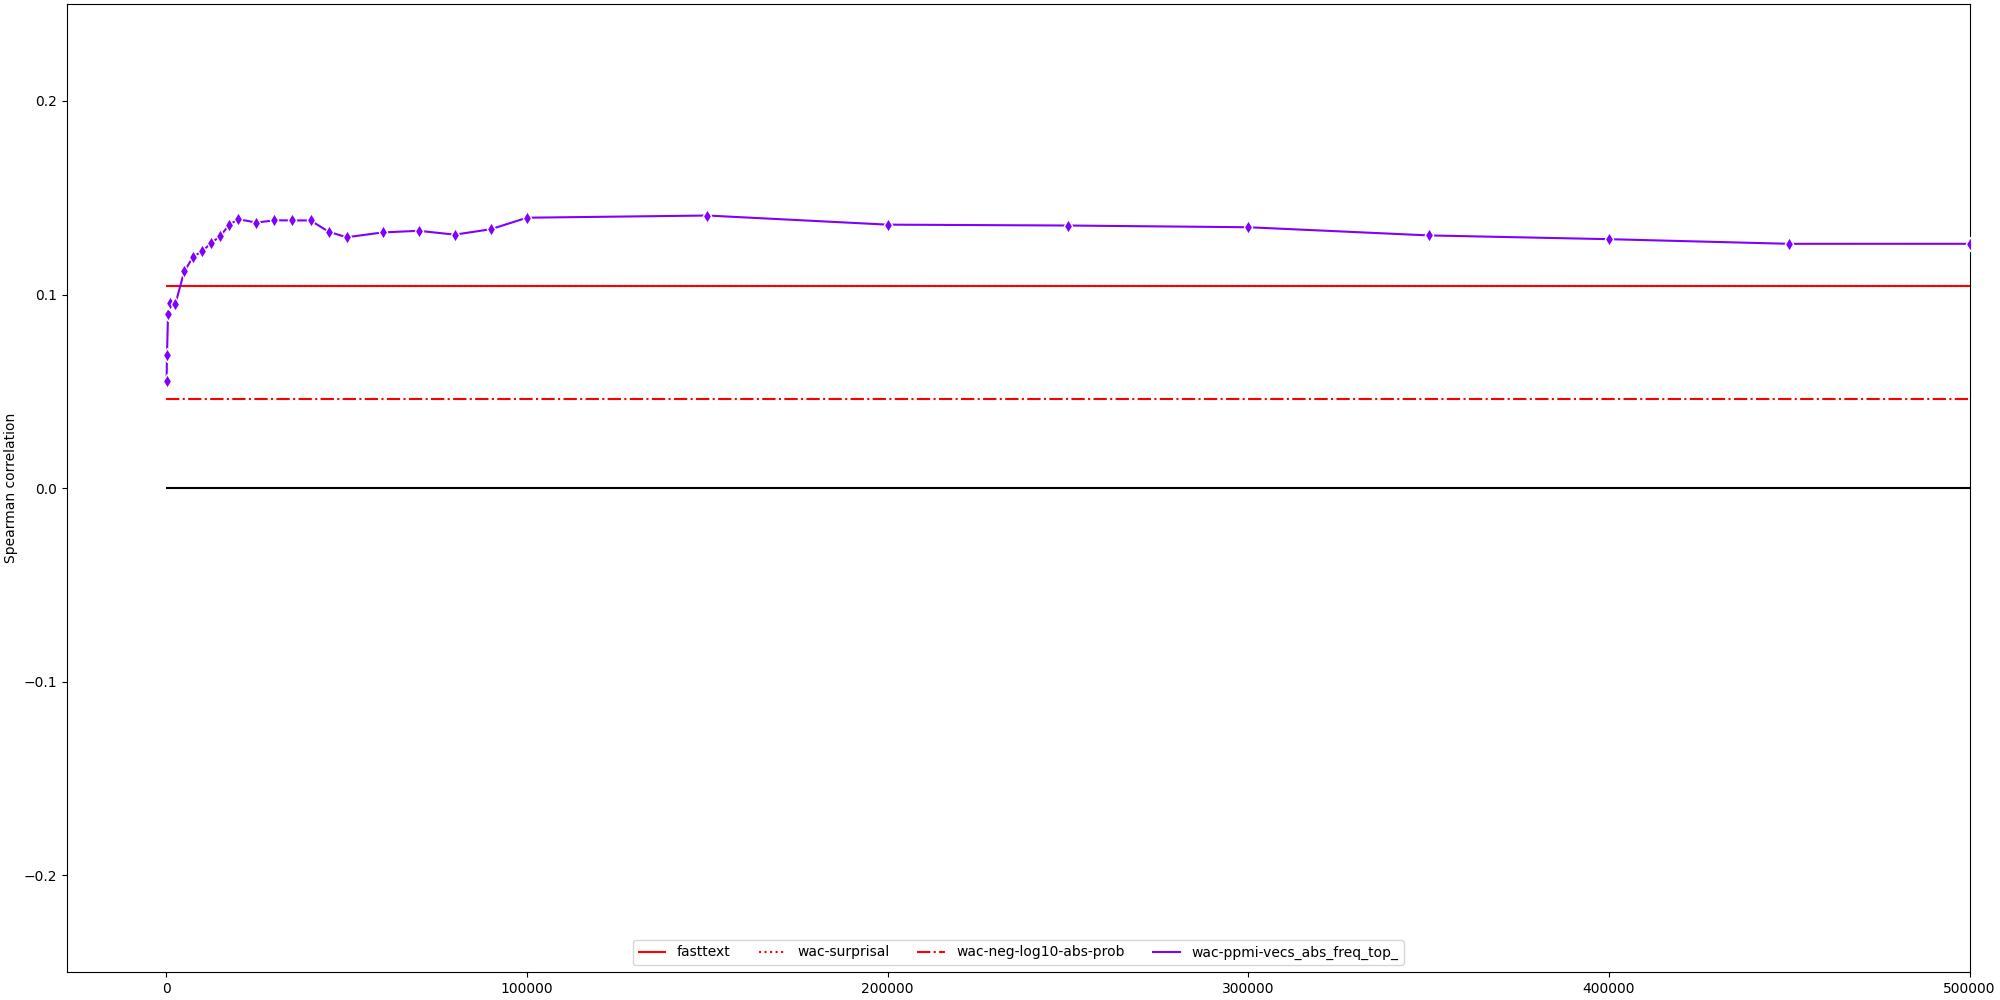 Spearman correlation
0.2
0.1
0.0
−0.1
−0.2
fasttext wac-surprisal wac-neg-log10-abs-prob wac-ppmi-vecs_abs_freq_top_
0 100000 200000 300000 400000 500000